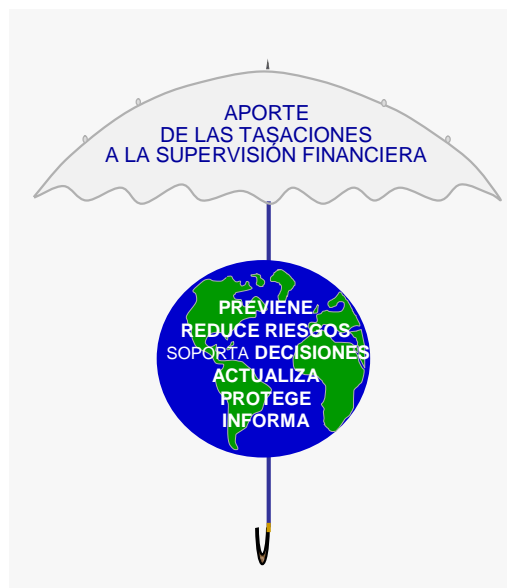 APORTE
DE LAS TASACIONES
A LA SUPERVISIÓN FINANCIERA
PREVIENE
REDUCE RIESGOS
SOPORTA DECISIONES
ACTUALIZA
PROTEGE
INFORMA